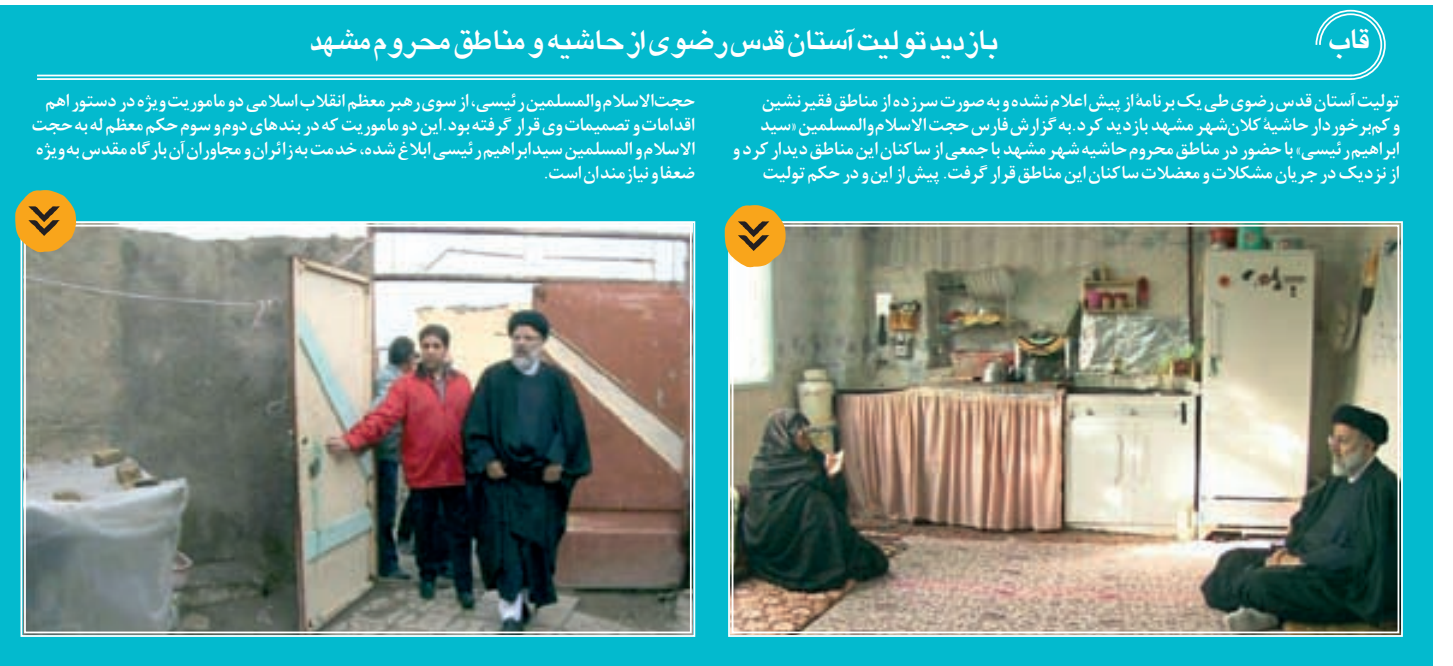 قاب
بازدید تولیت آستان قدس رضوی از حاشیه و مناطق محروم مشهد
تولیت آستان قدس رضوی طی یک برنامهٔ از پیش اعلام نشده و به صورت سرزده از مناطق فقیرنشین
و کم‌برخوردار حاشیهٔ کلان‌شهر مشهد بازدید کرد. به گزارش فارس حجت الاسلام والمسلمین «سید
ابراهیم رئیسی» با حضور در مناطق محروم حاشیه شهر مشهد با جمعی از ساکنان این مناطق دیدار کرد و
از نزدیک در جریان مشکلات و معضلات ساکنان این مناطق قرار گرفت. پیش از این و در حکم تولیت
حجت‌الاسلام والمسلمین رئیسی، از سوی رهبر معظم انقلاب اسلامی دو ماموریت ویژه در دستور اهم
اقدامات و تصمیمات وی قرار گرفته بود. این دو ماموریت که در بندهای دوم و سوم حکم معظم له به حجت
الاسلام و المسلمین سیدابراهیم رئیسی ابلاغ شده، خدمت به زائران و مجاوران آن بارگاه مقدس به‌ویژه
ضعفا و نیازمندان است.